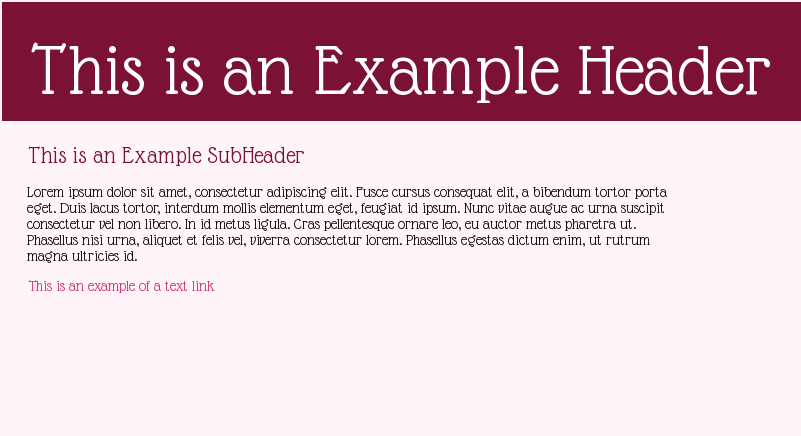 This is an Example Header
This is an Example SubHeader
Lorem ipsum dolor sit amet, consectetur adipiscing elit. Fusce cursus consequat elit, a bibendum tortor porta
eget. Duis lacus tortor, interdum mollis elementum eget, feugiat id ipsum. Nunc vitae augue ac urna suscipit
consectetur vel non libero. In id metus ligula. Cras pellentesque ornare leo, eu auctor metus pharetra ut.
Phasellus nisi urna, aliquet et felis vel, viverra consectetur lorem. Phasellus egestas dictum enim, ut rutrum
magna ultricies id.
This is an example of a text link